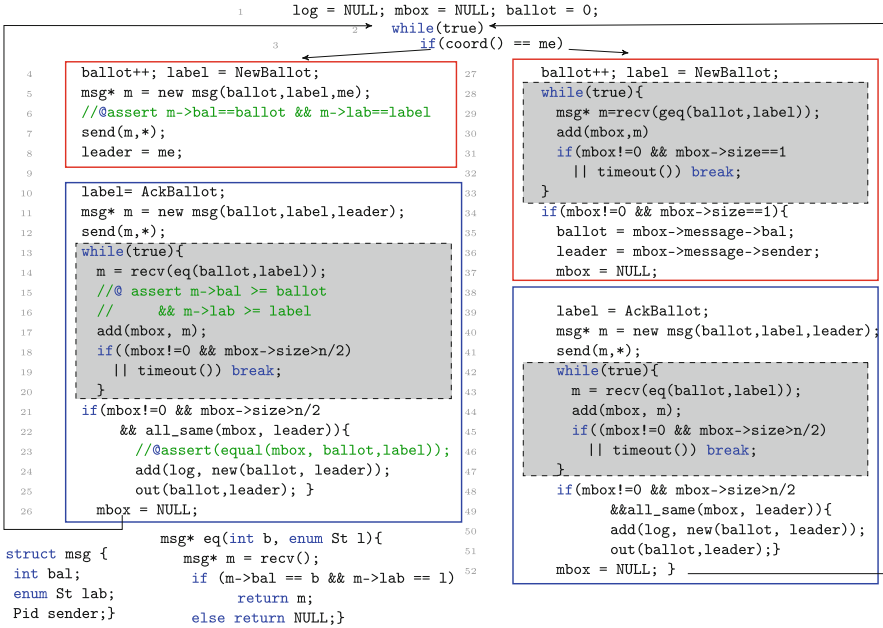 1 log = NULL; mbox = NULL; ballot = 0;
2 while(true)
3 if(coord() == me)
4 ballot++; label = NewBallot;
5 msg* m = new msg(ballot,label,me);
6 //@assert m->bal==ballot && m->lab==label
7 send(m,*);
8 leader = me;
9
10 label= AckBallot;
11 msg* m = new msg(ballot,label,leader);
12 send(m,*);
13 while(true){
14 m = recv(eq(ballot,label));
15 //@ assert m->bal >= ballot
16 // && m->lab >= label
17 add(mbox, m);
18 if((mbox!=0 && mbox->size>n/2)
19 || timeout()) break;
20 }
21 if(mbox!=0 && mbox->size>n/2
22 && all_same(mbox, leader)){
23 //@assert(equal(mbox, ballot,label));
24 add(log, new(ballot, leader));
25 out(ballot,leader); }
26 mbox = NULL;
27 ballot++; label = NewBallot;
28 while(true){
29 msg* m=recv(geq(ballot,label));
30 add(mbox,m)
31 if(mbox!=0 && mbox->size==1
32 || timeout()) break;
33 }
34 if(mbox!=0 && mbox->size==1){
35 ballot = mbox->message->bal;
36 leader = mbox->message->sender;
37 mbox = NULL;
38
39 label = AckBallot;
40 msg* m = new msg(ballot,label,leader);
41 send(m,*);
42 while(true){
43 m = recv(eq(ballot,label));
44 add(mbox, m);
45 if((mbox!=0 && mbox->size>n/2)
46 || timeout()) break;
47 }
48 if(mbox!=0 && mbox->size>n/2
49 &&all_same(mbox, leader)){
50 add(log, new(ballot, leader));
51 out(ballot,leader);}
52 mbox = NULL; }
struct msg {
int bal;
enum St lab;
Pid sender;}
msg* eq(int b, enum St l){
msg* m = recv();
if (m->bal == b && m->lab == l)
return m;
else return NULL;}